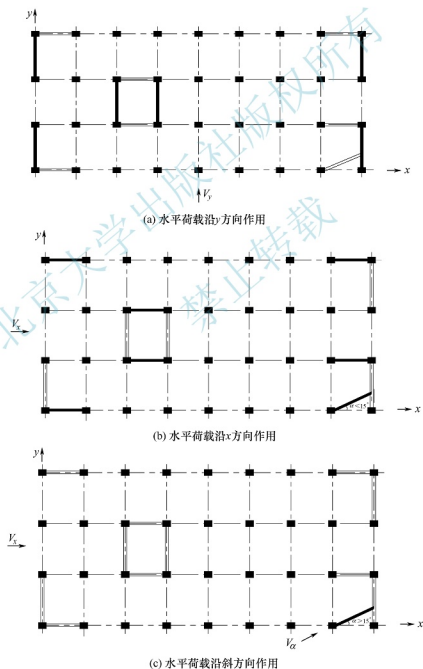 y
x
V_y
(a) 水平荷载沿y方向作用
y
V_x
α<15°
x
(b) 水平荷载沿x方向作用
y
V_x
α>15°
x
V_α
(c) 水平荷载沿斜方向作用
北京大学出版社版权所有
禁止转载